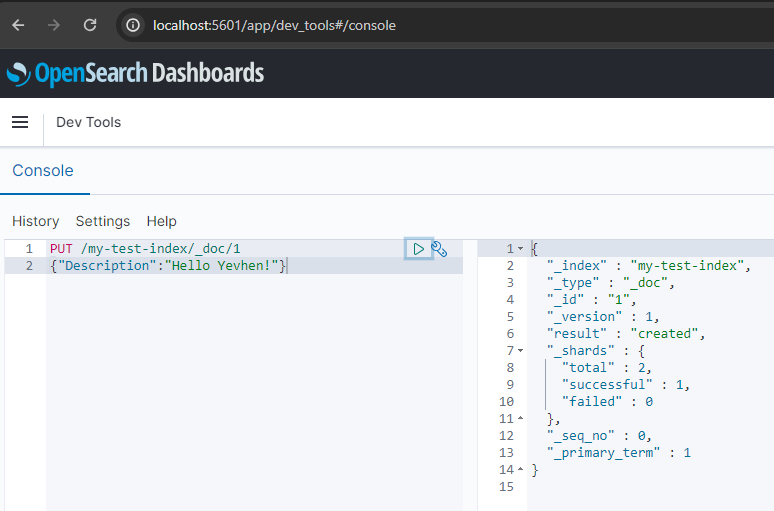 localhost:5601/app/dev_tools#/console
OpenSearch Dashboards
Dev Tools
Console
History Settings Help
1 PUT /my-test-index/_doc/1
2 {"Description":"Hello Yevhen!"}
1 {
2 "_index" : "my-test-index",
3 "_type" : "_doc",
4 "_id" : "1",
5 "_version" : 1,
6 "result" : "created",
7 "_shards" : {
8 "total" : 2,
9 "successful" : 1,
10 "failed" : 0
11 },
12 "_seq_no" : 0,
13 "_primary_term" : 1
14 }
15